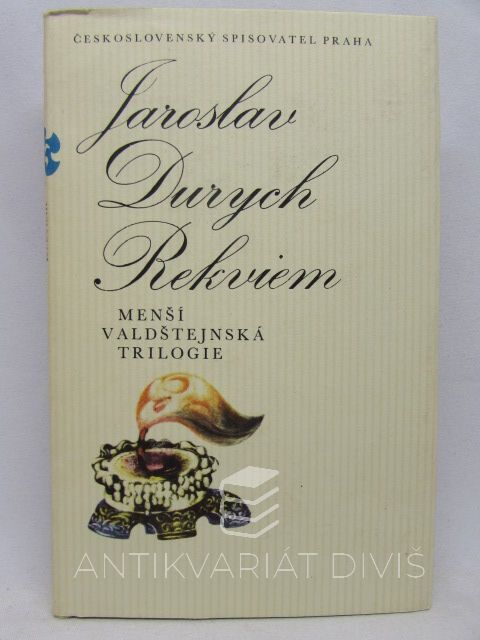 ČESKOSLOVENSKÝ SPISOVATEL PRAHA
Jaroslav
Durych
Rekviem
MENŠÍ
VALDŠTEJNSKÁ
TRILOGIE
ANTIKVARIÁT DIVIŠ